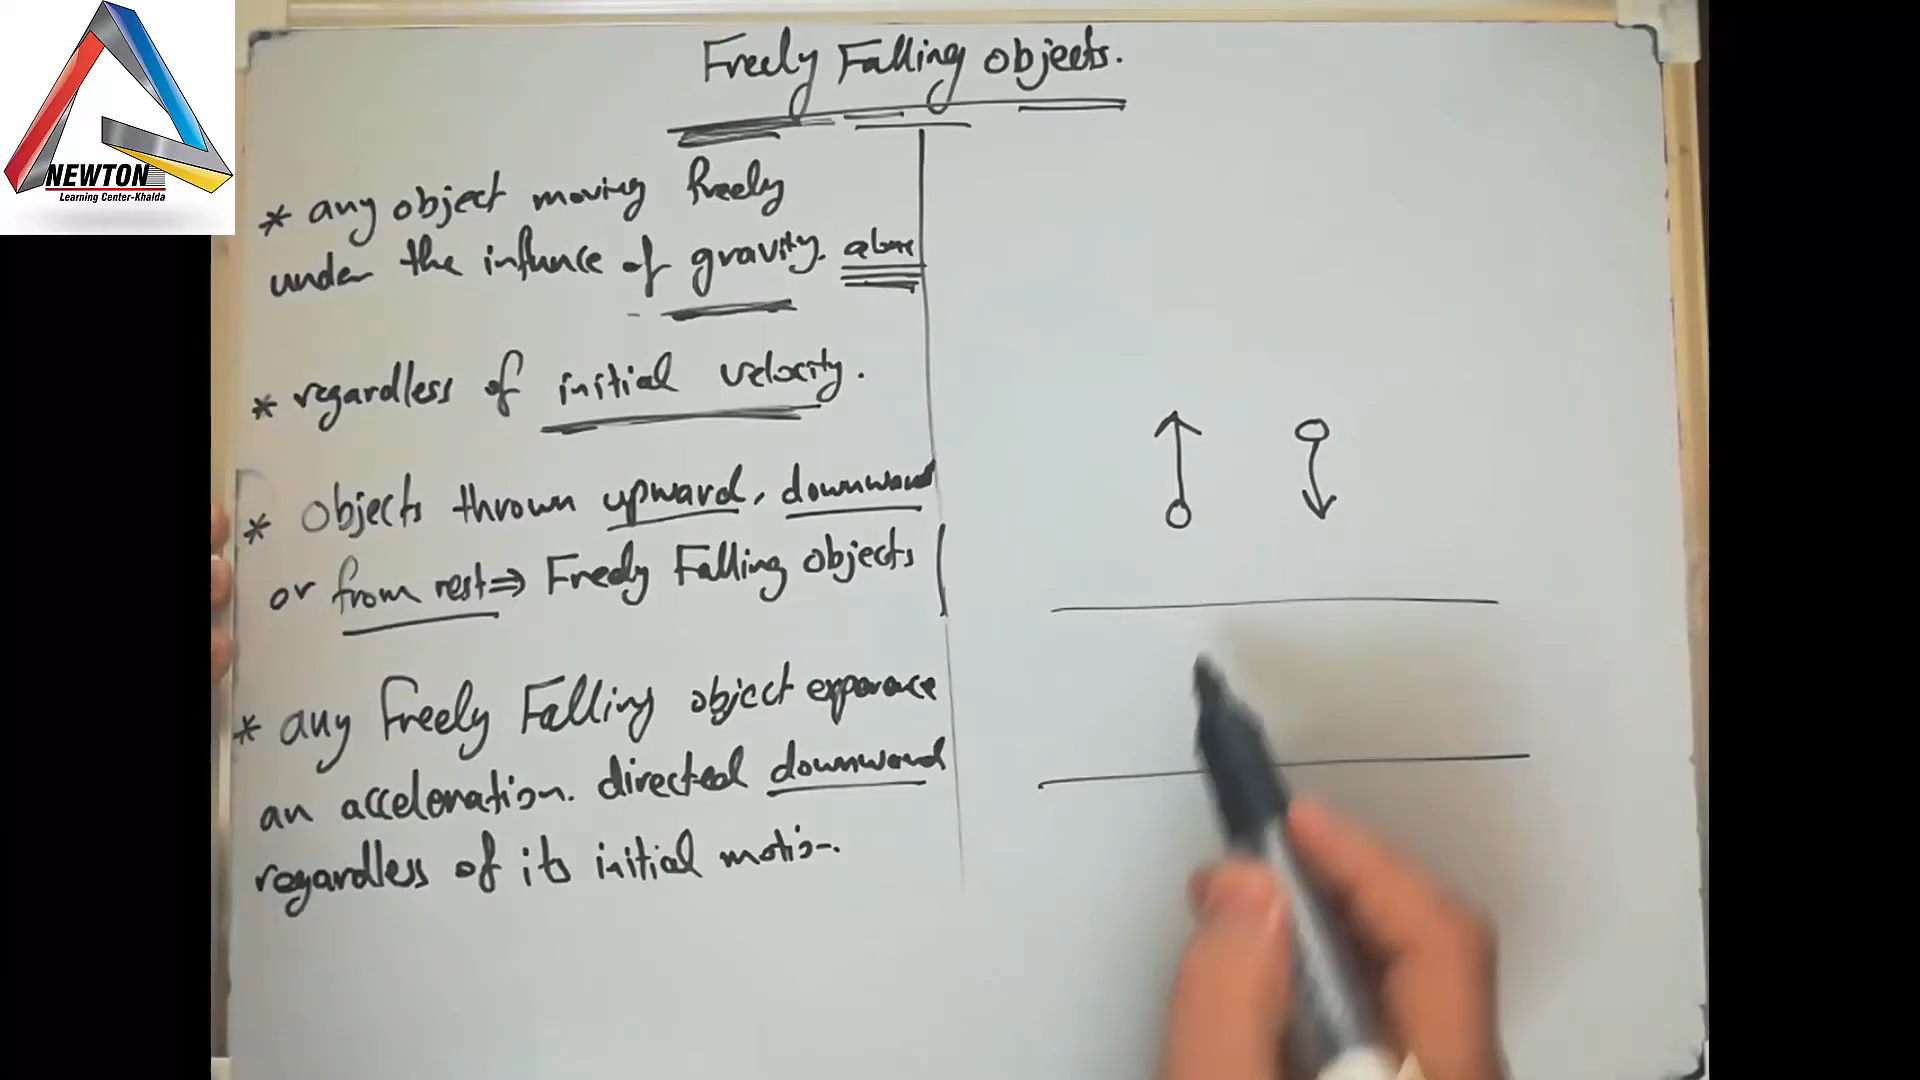 NEWTON
Learning Center-Khalda
Freely Falling objects.
* any object moving freely
under the influnce of gravity. alone
* regardless of initial velocity.
* Objects thrown upward, downward
or from rest ⇒ Freely Falling objects
* any Freely Falling object experance
an acceleration. directed downward
regardless of its initial motion.